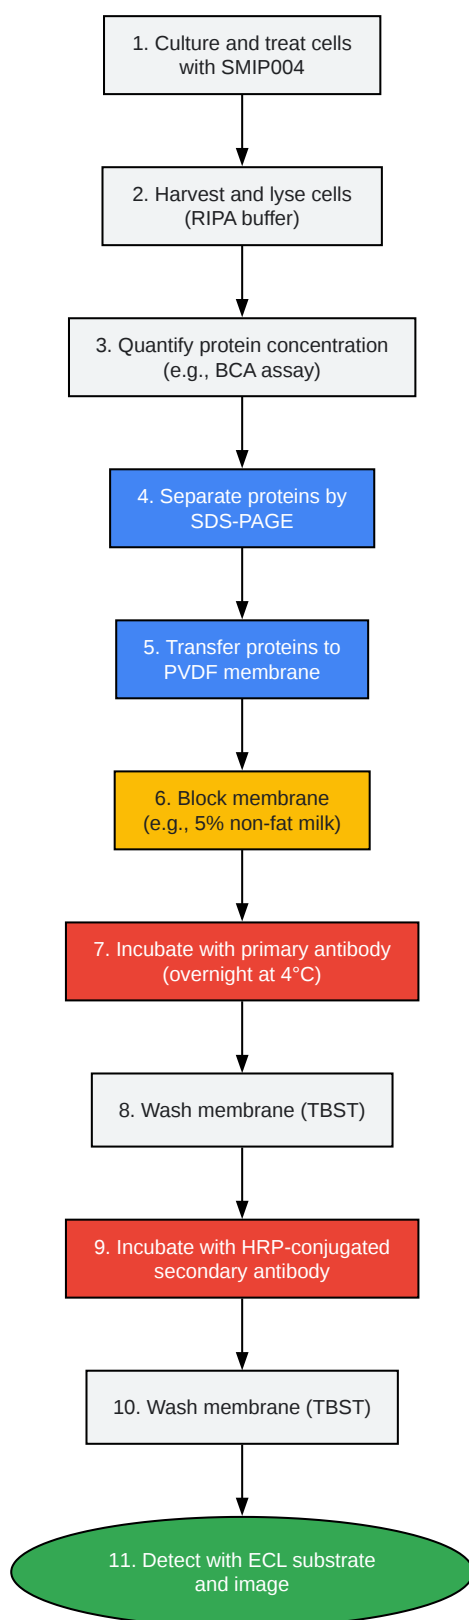 1. Culture and treat cells
with SMIP004
2. Harvest and lyse cells
(RIPA buffer)
3. Quantify protein concentration
(e.g., BCA assay)
4. Separate proteins by
SDS-PAGE
5. Transfer proteins to
PVDF membrane
6. Block membrane
(e.g., 5% non-fat milk)
7. Incubate with primary antibody
(overnight at 4°C)
8. Wash membrane (TBST)
9. Incubate with HRP-conjugated
secondary antibody
10. Wash membrane (TBST)
11. Detect with ECL substrate
and image